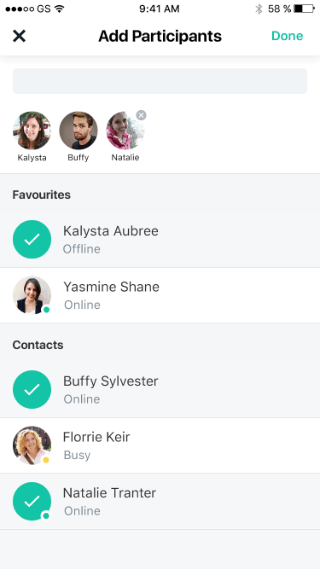 GS 9:41 AM 58 %
Add Participants Done
Kalysta Buffy Natalie
Favourites
Kalysta Aubree
Offline
Yasmine Shane
Online
Contacts
Buffy Sylvester
Online
Florrie Keir
Busy
Natalie Tranter
Online